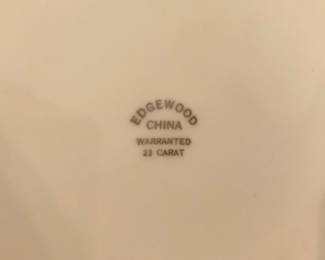 EDGEWOOD
CHINA
WARRANTED
22 CARAT